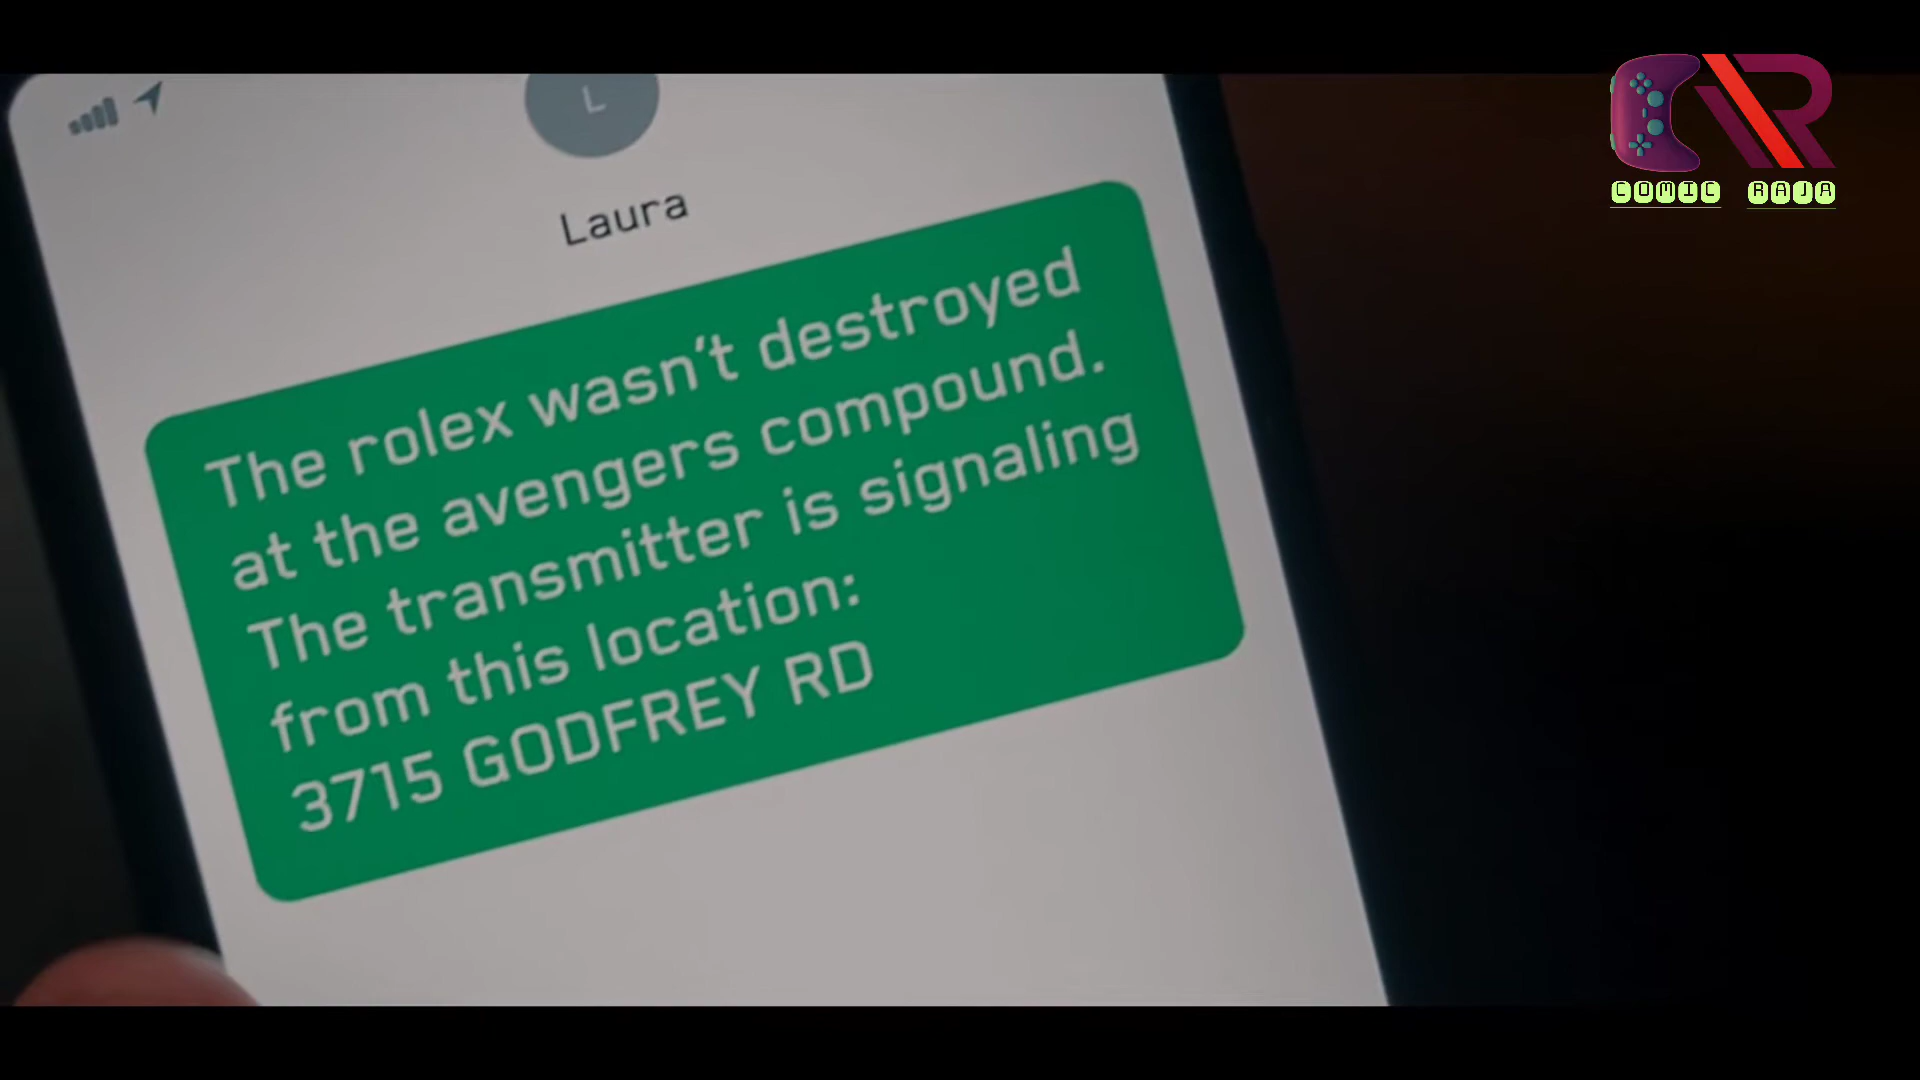 L
Laura
The rolex wasn't destroyed
at the avengers compound.
The transmitter is signaling
from this location:
3715 GODFREY RD
CR
COMIC RAJA